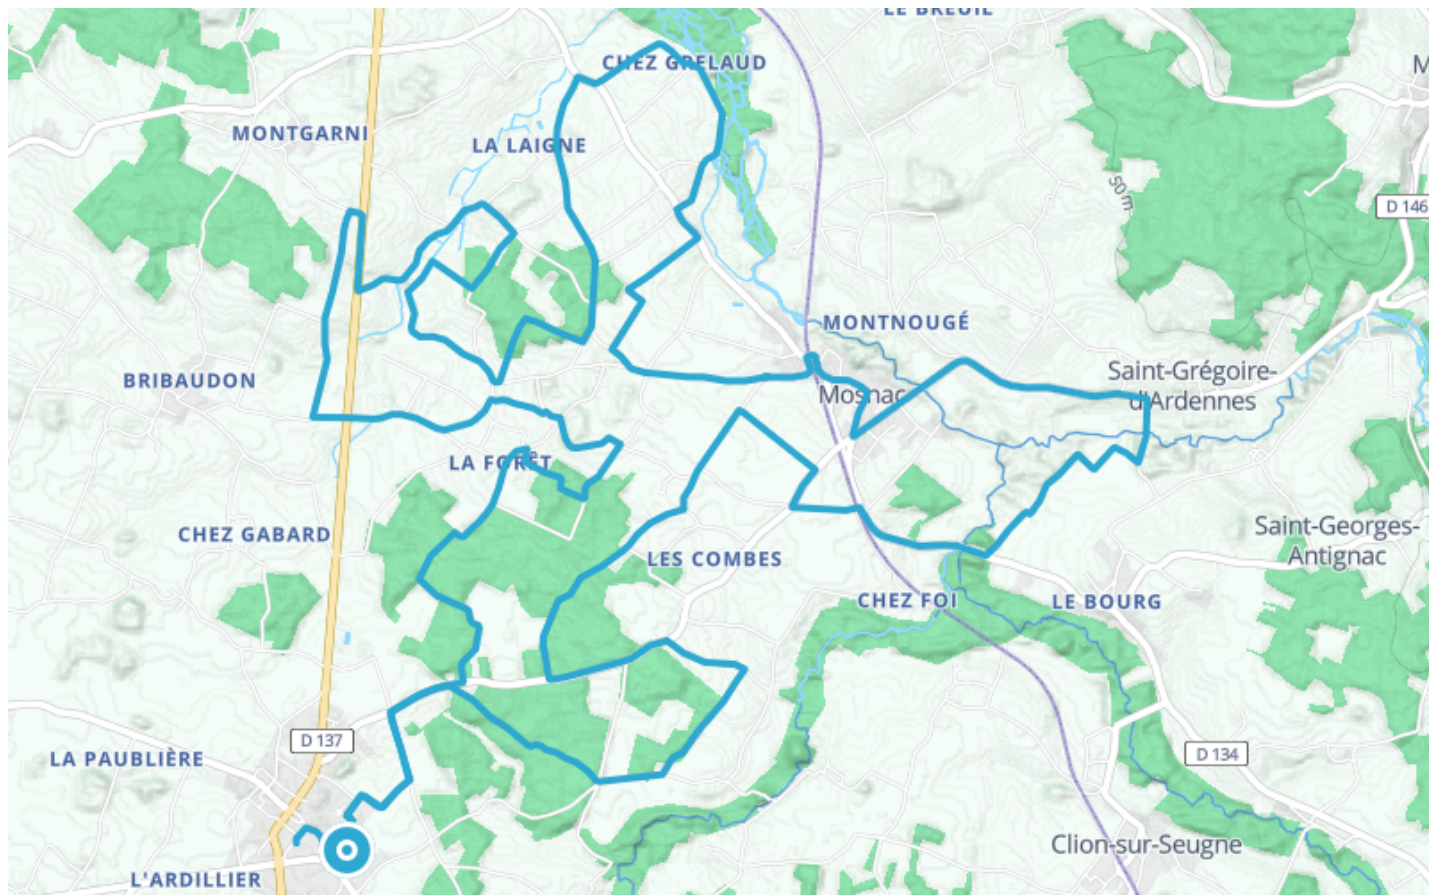 LE BREUIL
CHEZ GRELAUD
M
MONTGARNI
LA LAIGNE
50 m
D 146
MONTNOUGÉ
BRIBAUDON
Saint-Grégoire-
d'Ardennes
Mosnac
LA FORÊT
CHEZ GABARD
Saint-Georges-
Antignac
LES COMBES
CHEZ FOI
LE BOURG
D 137
LA PAUBLIÈRE
D 134
Clion-sur-Seugne
L'ARDILLIER